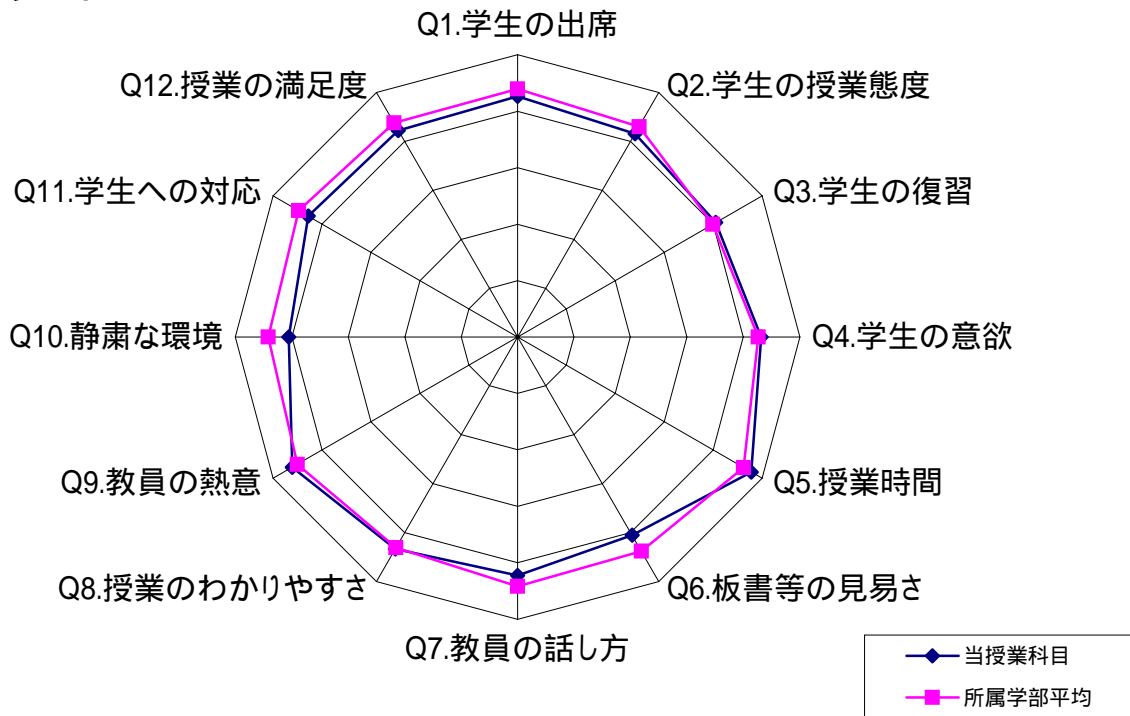 Q1.学生の出席
Q12.授業の満足度
Q2.学生の授業態度
Q11.学生への対応
Q3.学生の復習
Q10.静粛な環境
Q4.学生の意欲
Q9.教員の熱意
Q5.授業時間
Q8.授業のわかりやすさ
Q6.板書等の見易さ
Q7.教員の話し方
当授業科目
所属学部平均